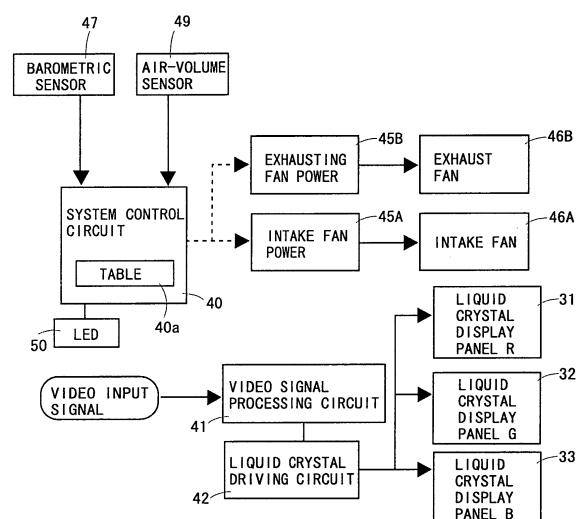 47
49
BAROMETRIC
SENSOR
AIR-VOLUME
SENSOR
45B
46B
EXHAUSTING
FAN POWER
EXHAUST
FAN
SYSTEM CONTROL
CIRCUIT
45A
46A
INTAKE FAN
POWER
INTAKE FAN
TABLE
40
40a
LED
50
31
LIQUID
CRYSTAL
DISPLAY
PANEL R
VIDEO INPUT
SIGNAL
VIDEO SIGNAL
PROCESSING CIRCUIT
41
32
LIQUID
CRYSTAL
DISPLAY
PANEL G
LIQUID CRYSTAL
DRIVING CIRCUIT
42
33
LIQUID
CRYSTAL
DISPLAY
PANEL B